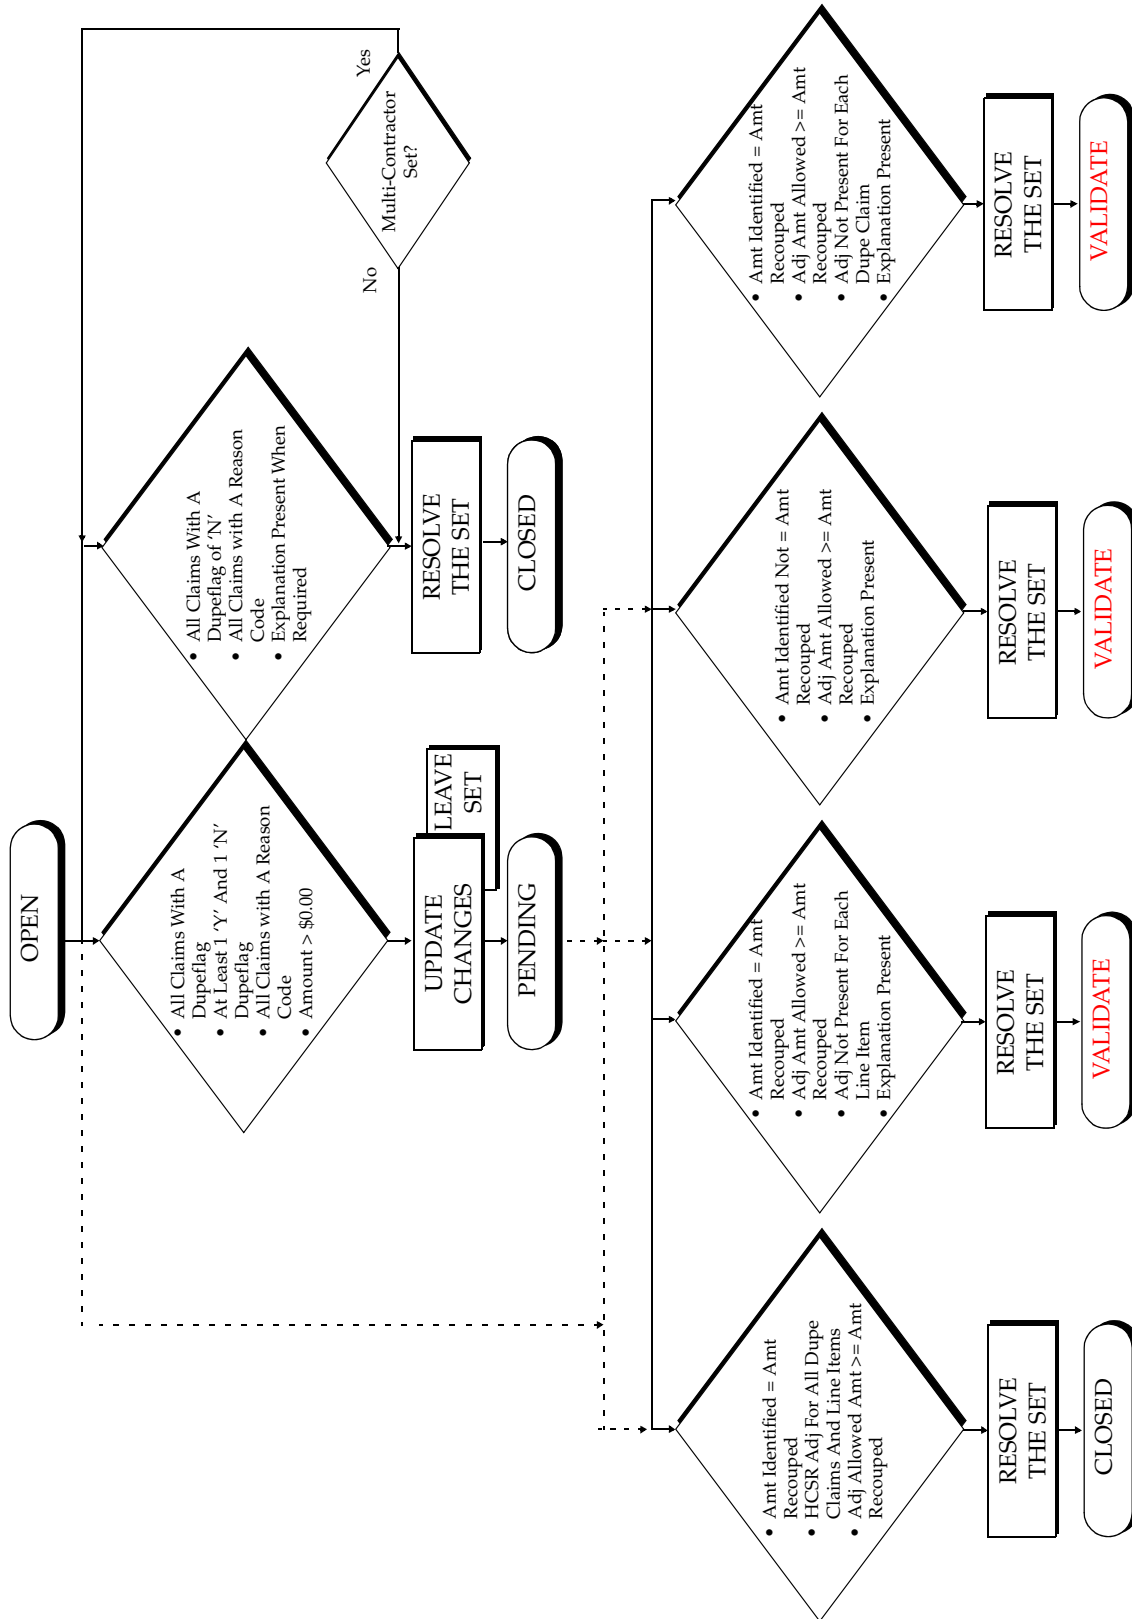 OPEN
• All Claims With A
Dupeflag
• At Least 1 'Y' And 1 'N'
Dupeflag
• All Claims with A Reason
Code
• Amount > $0.00
UPDATE
CHANGES
LEAVE
SET
PENDING
• All Claims With A
Dupeflag of 'N'
• All Claims with A Reason
Code
• Explanation Present When
Required
RESOLVE
THE SET
CLOSED
Multi-Contractor
Set?
Yes
No
• Amt Identified = Amt
Recouped
• HCSR Adj For All Dupe
Claims And Line Items
• Adj Allowed Amt >= Amt
Recouped
RESOLVE
THE SET
CLOSED
• Amt Identified = Amt
Recouped
• Adj Amt Allowed >= Amt
Recouped
• Adj Not Present For Each
Line Item
• Explanation Present
RESOLVE
THE SET
VALIDATE
• Amt Identified Not = Amt
Recouped
• Adj Amt Allowed >= Amt
Recouped
• Explanation Present
RESOLVE
THE SET
VALIDATE
• Amt Identified = Amt
Recouped
• Adj Amt Allowed >= Amt
Recouped
• Adj Not Present For Each
Dupe Claim
• Explanation Present
RESOLVE
THE SET
VALIDATE